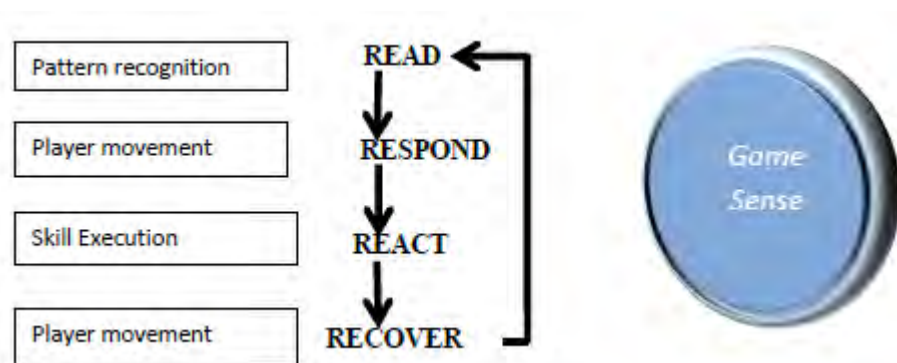 Pattern recognition
READ
Player movement
RESPOND
Skill Execution
REACT
Player movement
RECOVER
Game
Sense